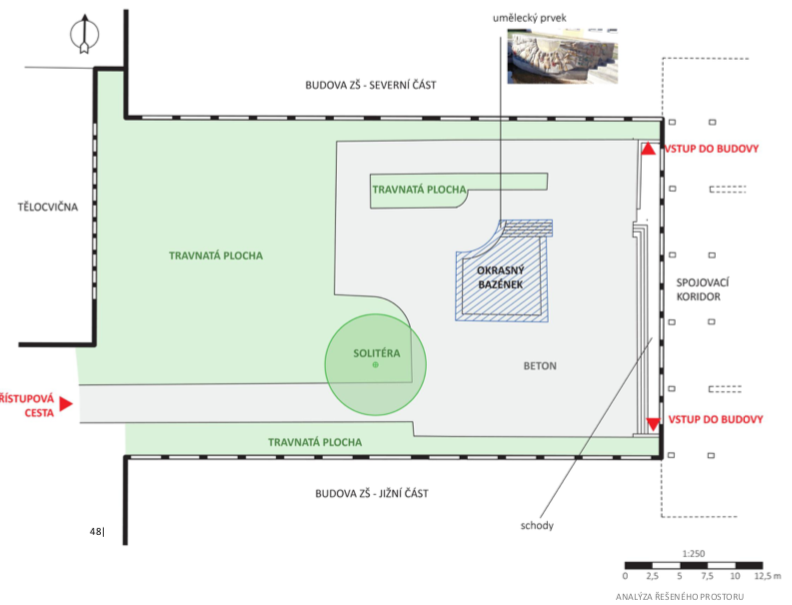 umělecký prvek
BUDOVA ZŠ - SEVERNÍ ČÁST
VSTUP DO BUDOVY
TRAVNATÁ PLOCHA
TĚLOCVIČNA
TRAVNATÁ PLOCHA
OKRASNÝ
BAZÉNEK
SPOJOVACÍ
KORIDOR
SOLITÉRA
BETON
ŘÍSTUPOVÁ
CESTA
VSTUP DO BUDOVY
TRAVNATÁ PLOCHA
BUDOVA ZŠ - JIŽNÍ ČÁST
schody
48|
1:250
0 2,5 5 7,5 10 12,5 m
ANALÝZA ŘEŠENÉHO PROSTORU